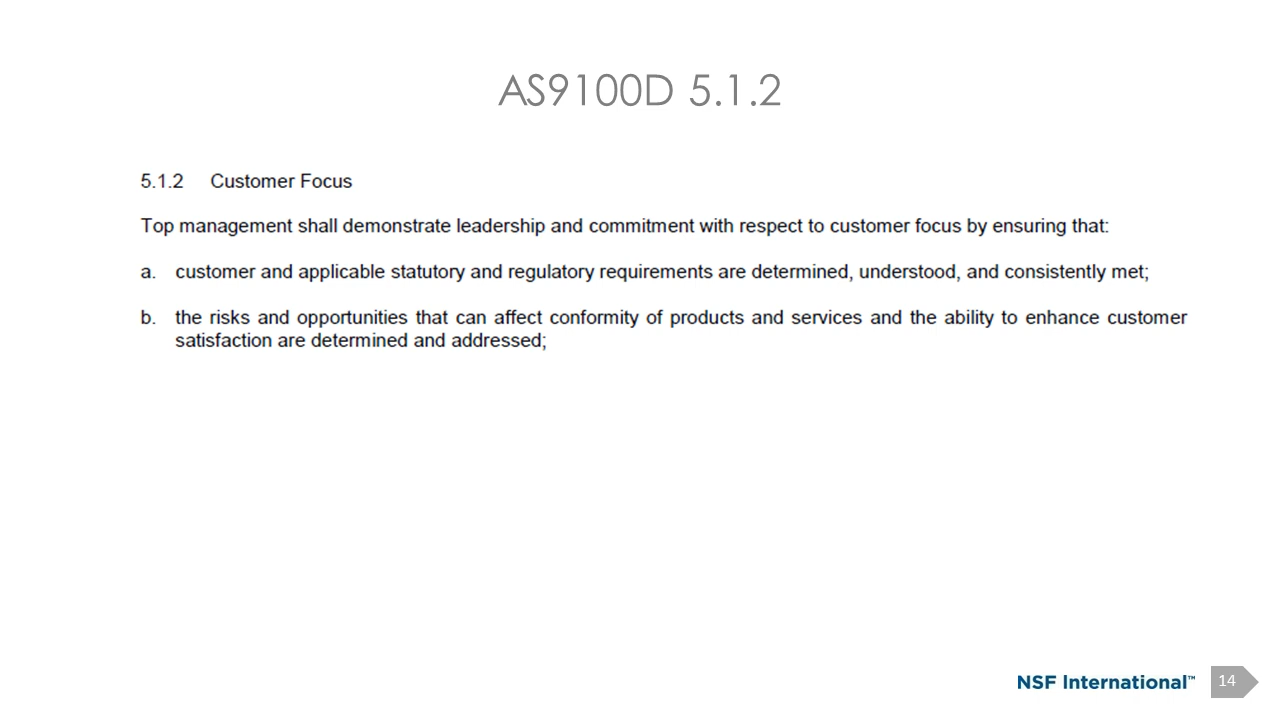 AS9100D 5.1.2
5.1.2 Customer Focus
Top management shall demonstrate leadership and commitment with respect to customer focus by ensuring that:
a. customer and applicable statutory and regulatory requirements are determined, understood, and consistently met;
b. the risks and opportunities that can affect conformity of products and services and the ability to enhance customer
satisfaction are determined and addressed;
NSF International™
14